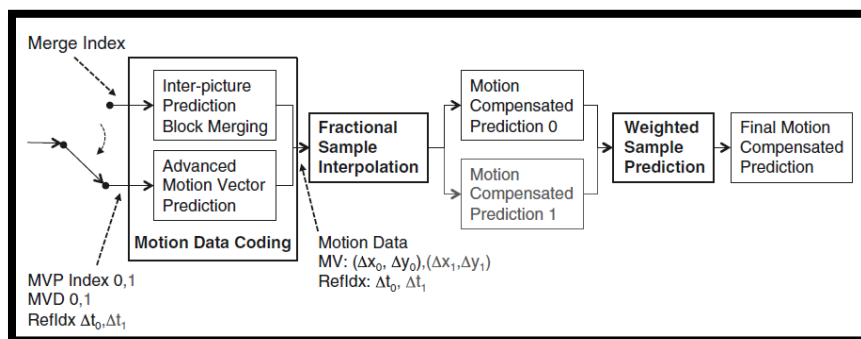 Merge Index
Inter-picture
Prediction
Block Merging
Advanced
Motion Vector
Prediction
Motion Data Coding
MVP Index 0,1
MVD 0,1
RefIdx Δt₀,Δt₁
Fractional
Sample
Interpolation
Motion Data
MV: (Δx₀, Δy₀),(Δx₁,Δy₁)
RefIdx: Δt₀, Δt₁
Motion
Compensated
Prediction 0
Motion
Compensated
Prediction 1
Weighted
Sample
Prediction
Final Motion
Compensated
Prediction